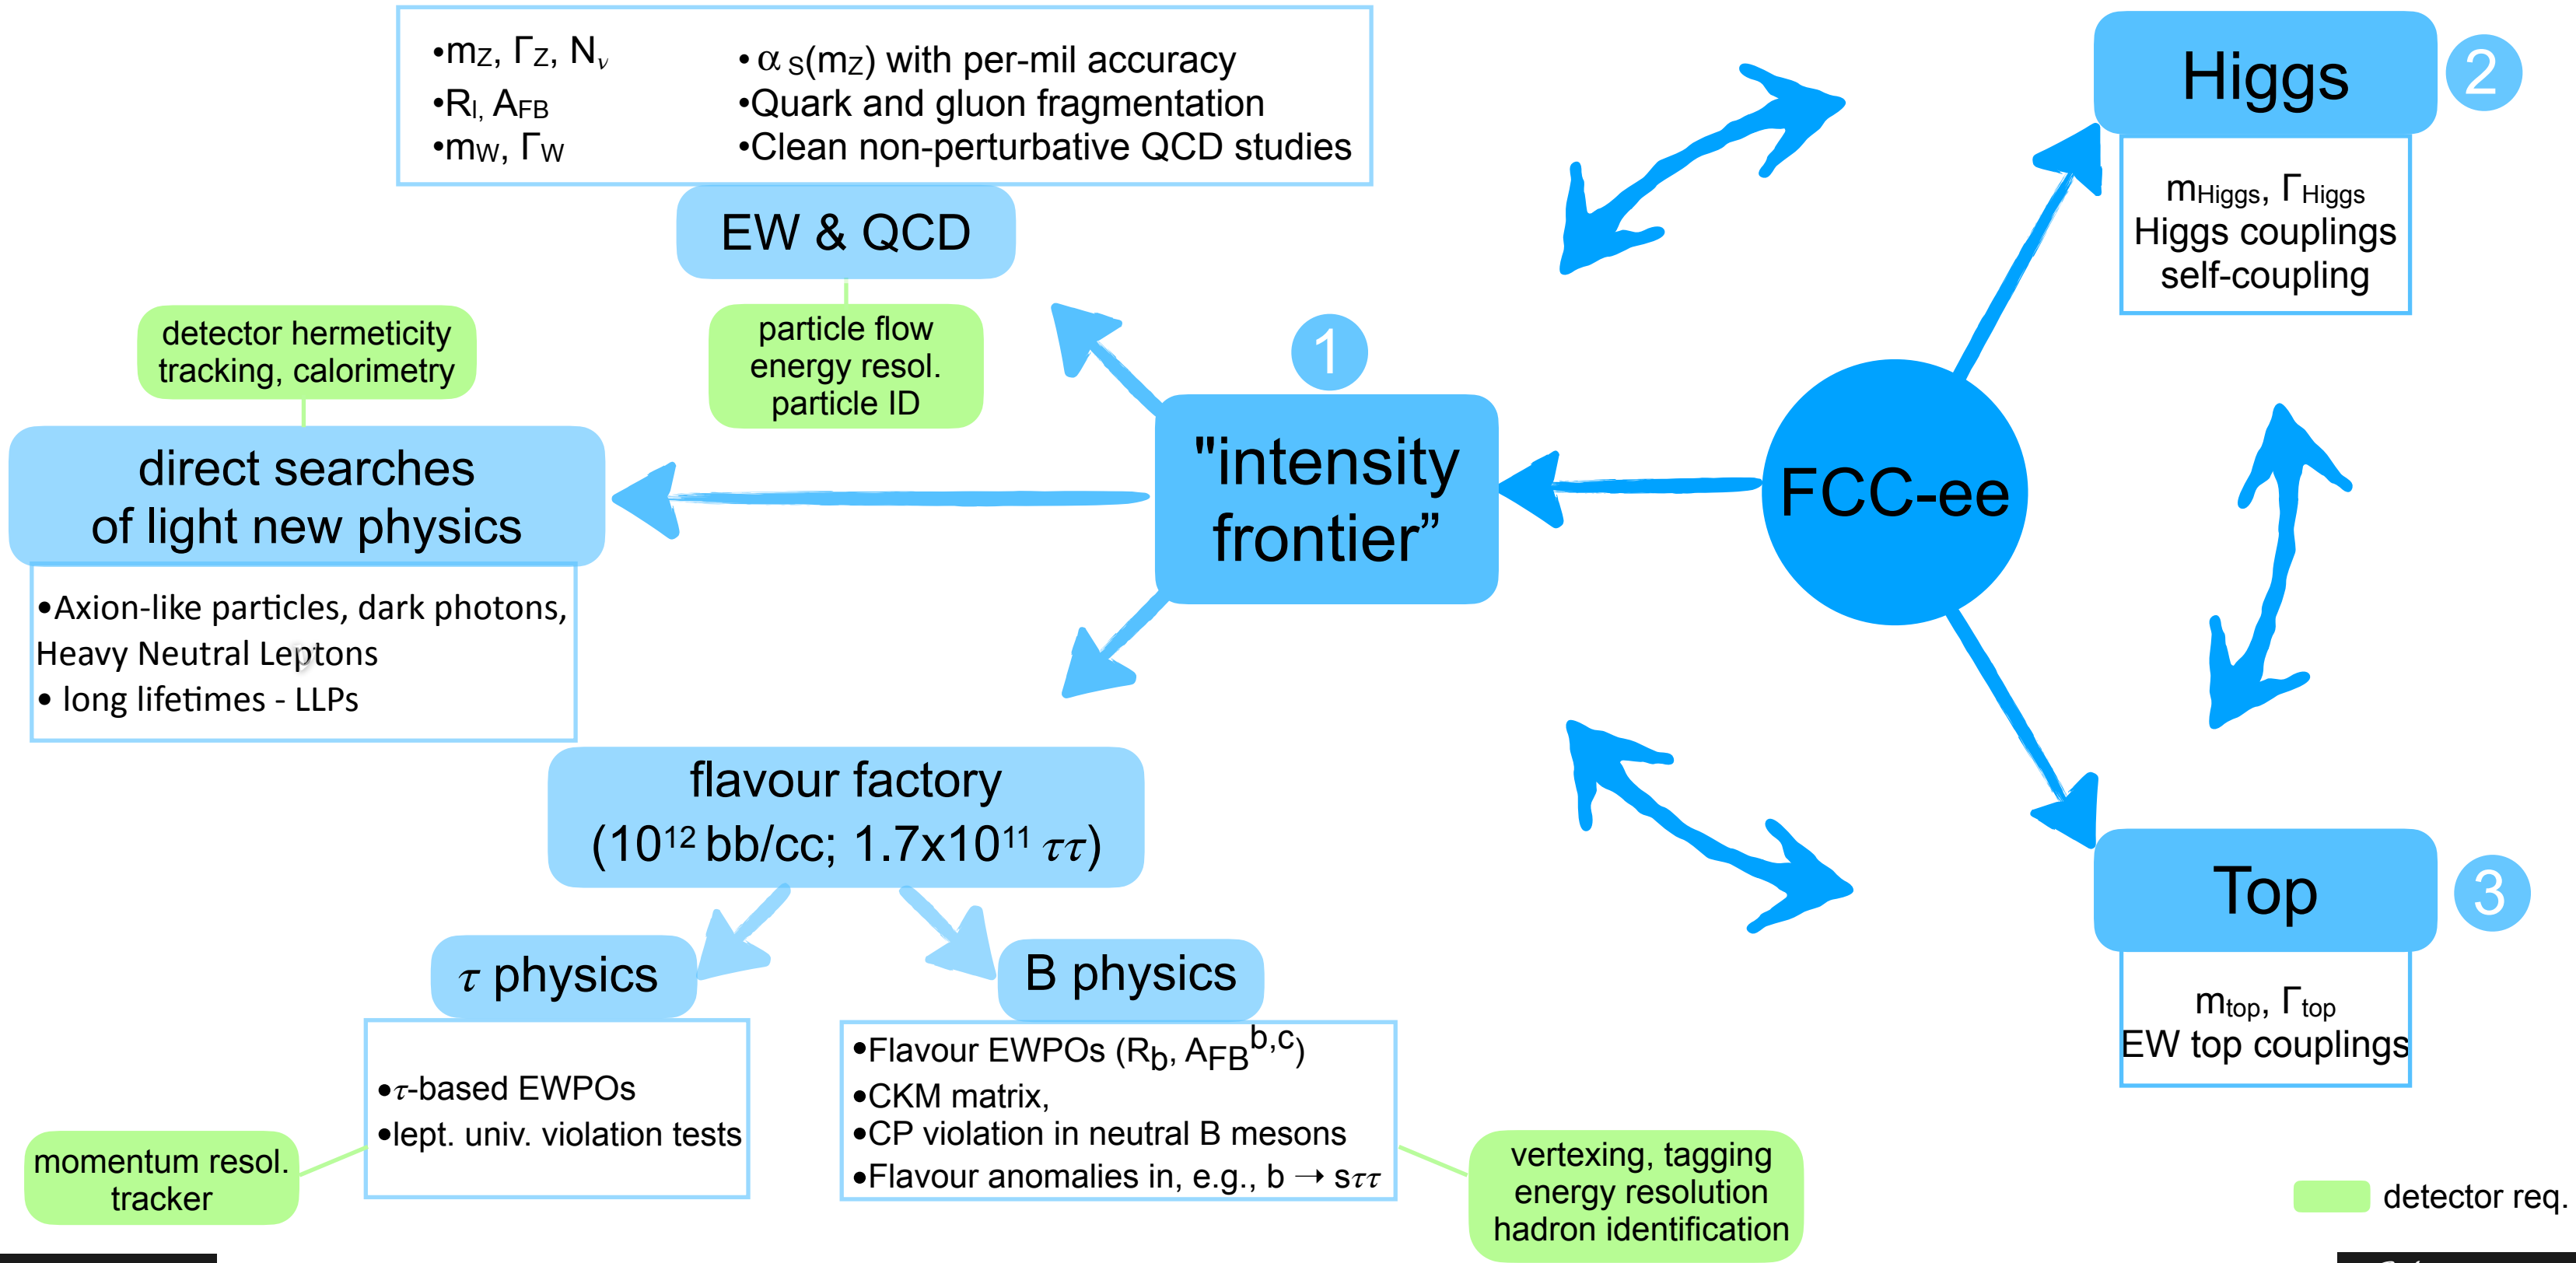 •mZ, ΓZ, Nν
•Rl, AFB
•mW, ΓW
• α S(mZ) with per-mil accuracy
•Quark and gluon fragmentation
•Clean non-perturbative QCD studies
EW & QCD
particle flow
energy resol.
particle ID
detector hermeticity
tracking, calorimetry
direct searches
of light new physics
•Axion-like particles, dark photons,
Heavy Neutral Leptons
• long lifetimes - LLPs
1
"intensity
frontier”
FCC-ee
Higgs
2
mHiggs, ΓHiggs
Higgs couplings
self-coupling
flavour factory
(10¹² bb/cc; 1.7x10¹¹ ττ)
τ physics
•τ-based EWPOs
•lept. univ. violation tests
momentum resol.
tracker
B physics
•Flavour EWPOs (Rb, AFBb,c)
•CKM matrix,
•CP violation in neutral B mesons
•Flavour anomalies in, e.g., b → sττ
vertexing, tagging
energy resolution
hadron identification
Top
3
mtop, Γtop
EW top couplings
detector req.